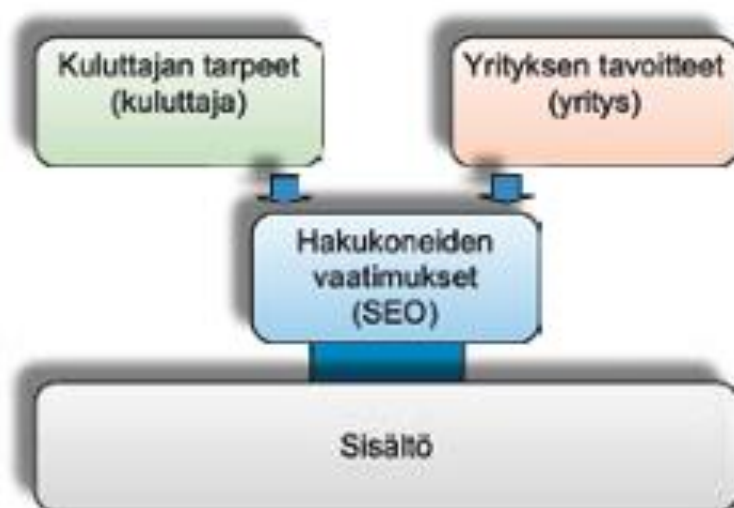 Kuluttajan tarpeet
(kuluttaja)
Yrityksen tavoitteet
(yritys)
Hakukoneiden
vaatimukset
(SEO)
Sisältö